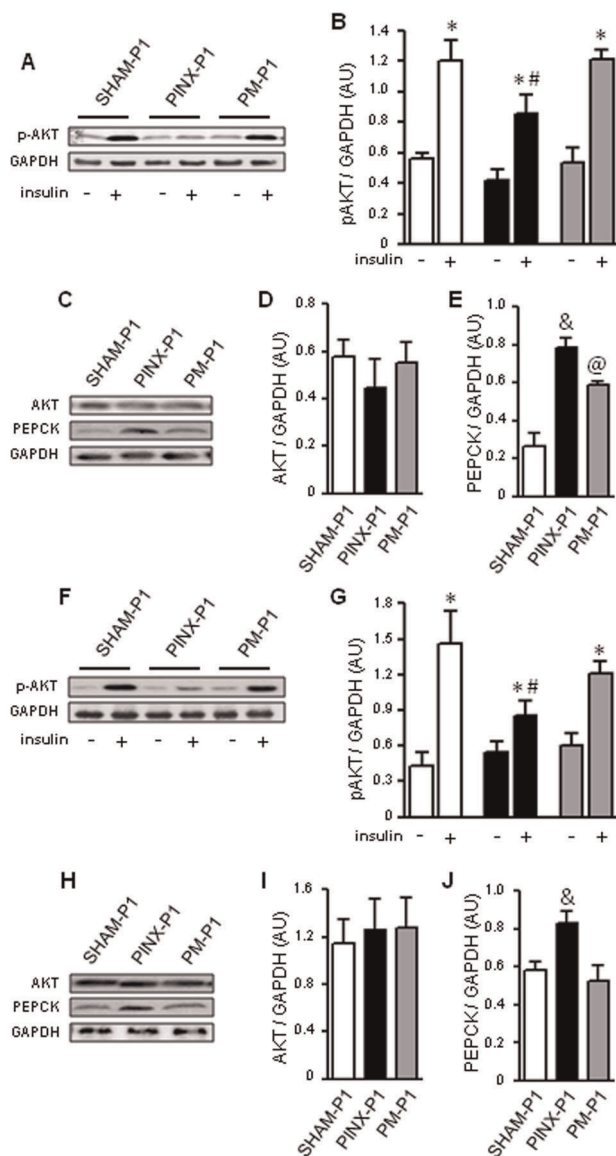 A
SHAM-P1 PINX-P1 PM-P1
p-AKT
GAPDH
insulin - + - + - +
B
pAKT/ GAPDH (AU)
1.4
1.2
1.0
0.8
0.6
0.4
0.2
0
* *# *
insulin - + - + - +
C
SHAM-P1 PINX-P1 PM-P1
AKT
PEPCK
GAPDH
D
AKT/ GAPDH (AU)
0.8
0.6
0.4
0.2
0
SHAM-P1 PINX-P1 PM-P1
E
PEPCK/ GAPDH (AU)
1.0
0.8
0.6
0.4
0.2
0
& @
SHAM-P1 PINX-P1 PM-P1
F
SHAM-P1 PINX-P1 PM-P1
p-AKT
GAPDH
insulin - + - + - +
G
pAKT/ GAPDH (AU)
1.8
1.5
1.2
0.9
0.6
0.3
0
* *# *
insulin - + - + - +
H
SHAM-P1 PINX-P1 PM-P1
AKT
PEPCK
GAPDH
I
AKT/ GAPDH (AU)
1.6
1.2
0.8
0.4
0
SHAM-P1 PINX-P1 PM-P1
J
PEPCK/ GAPDH (AU)
1.0
0.8
0.6
0.4
0.2
0
&
SHAM-P1 PINX-P1 PM-P1